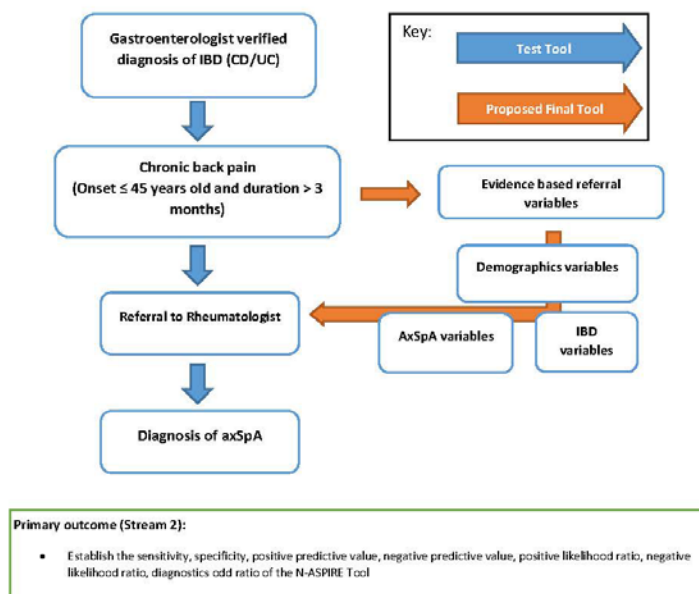 Gastroenterologist verified
diagnosis of IBD (CD/UC)
Key:
Test Tool
Proposed Final Tool
Chronic back pain
(Onset ≤ 45 years old and duration > 3
months)
Evidence based referral
variables
Demographics variables
Referral to Rheumatologist
AxSpA variables
IBD
variables
Diagnosis of axSpA
Primary outcome (Stream 2):
• Establish the sensitivity, specificity, positive predictive value, negative predictive value, positive likelihood ratio, negative
likelihood ratio, diagnostics odd ratio of the N-ASPIRE Tool